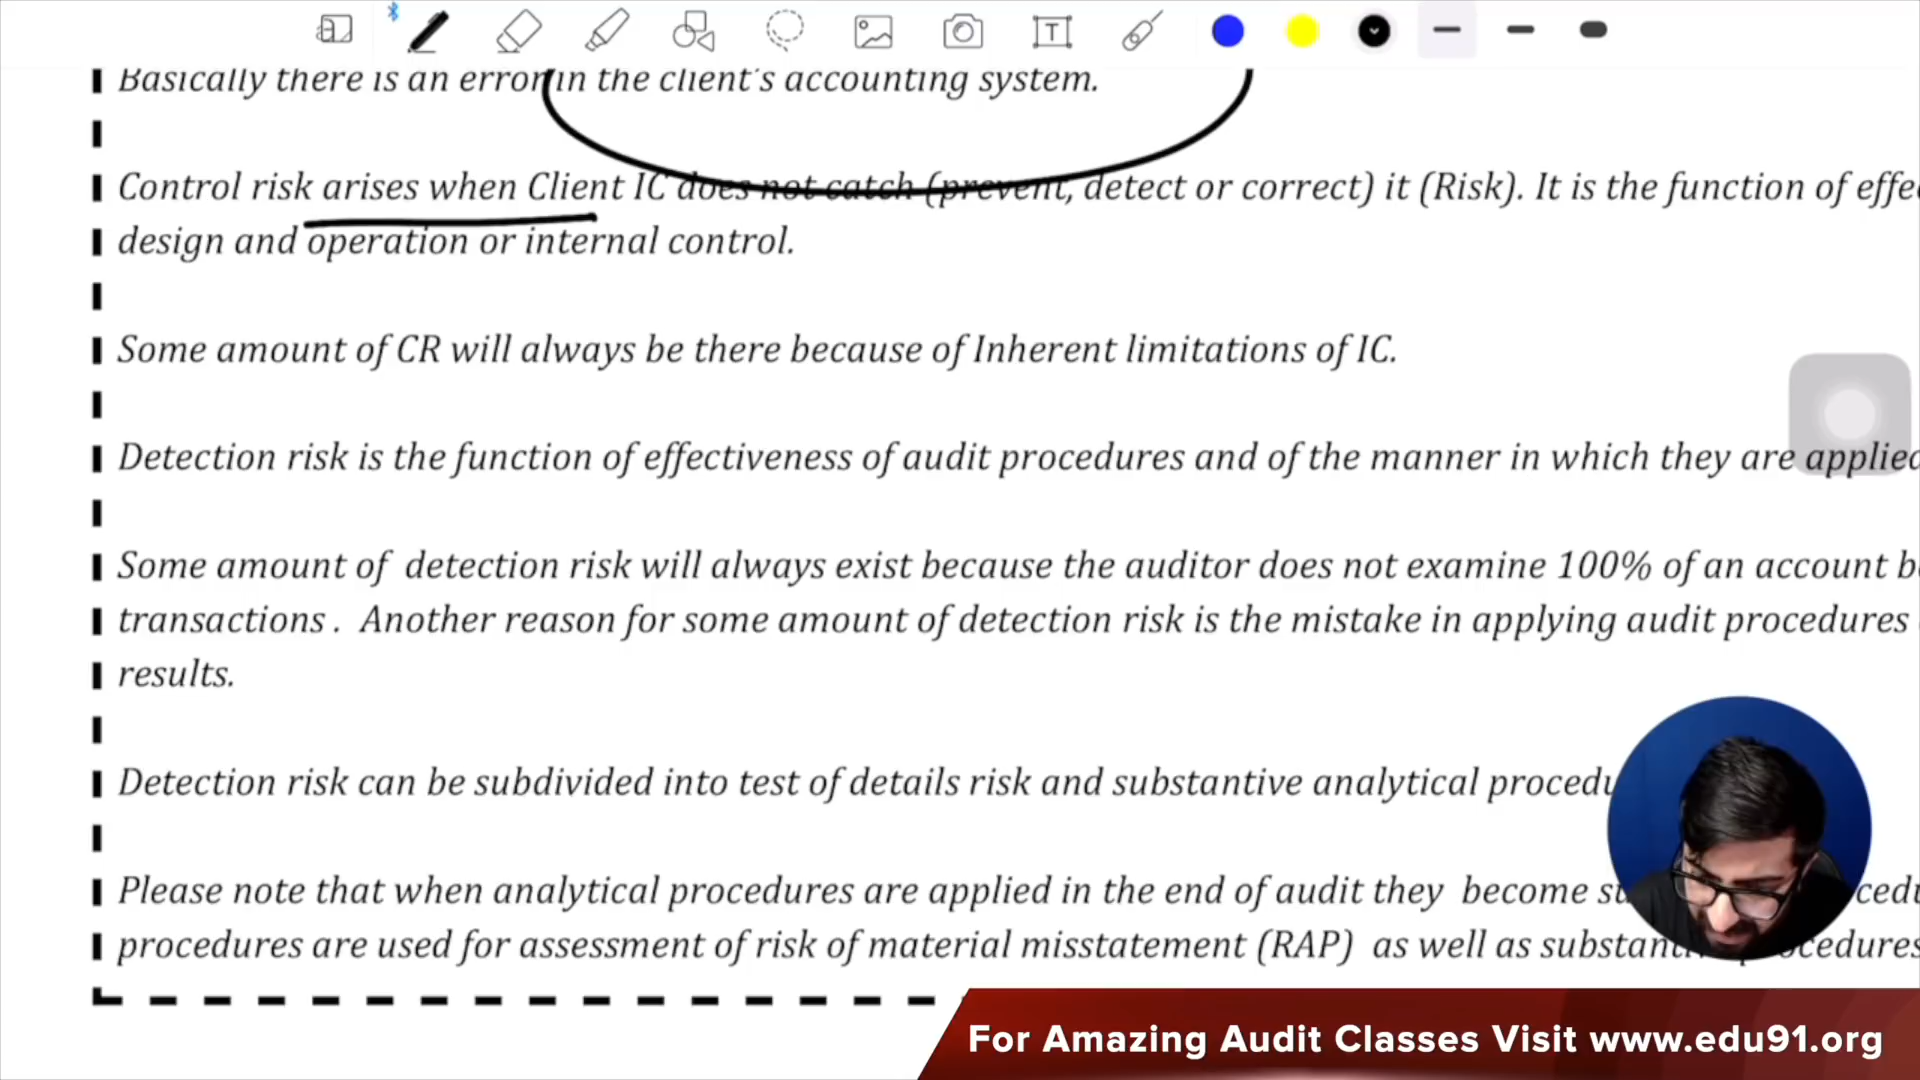 Basically there is an error in the client's accounting system.
Control risk arises when Client IC does not catch (prevent, detect or correct) it (Risk). It is the function of
design and operation or internal control.
Some amount of CR will always be there because of Inherent limitations of IC.
Detection risk is the function of effectiveness of audit procedures and of the manner in which they are applied
Some amount of detection risk will always exist because the auditor does not examine 100% of an account
transactions. Another reason for some amount of detection risk is the mistake in applying audit procedures
results.
Detection risk can be subdivided into test of details risk and substantive analytical
Please note that when analytical procedures are applied in the end of audit they become
procedures are used for assessment of risk of material misstatement (RAP) as well as
For Amazing Audit Classes Visit www.edu91.org